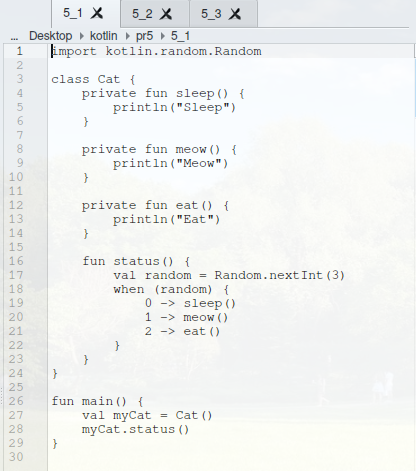 5_1 5_2 5_3
... Desktop kotlin pr5 5_1
1 import kotlin.random.Random
2
3 class Cat {
4     private fun sleep() {
5         println("Sleep")
6     }
7
8     private fun meow() {
9         println("Meow")
10     }
11
12     private fun eat() {
13         println("Eat")
14     }
15
16     fun status() {
17         val random = Random.nextInt(3)
18         when (random) {
19             0 -> sleep()
20             1 -> meow()
21             2 -> eat()
22         }
23     }
24 }
25
26 fun main() {
27     val myCat = Cat()
28     myCat.status()
29 }
30